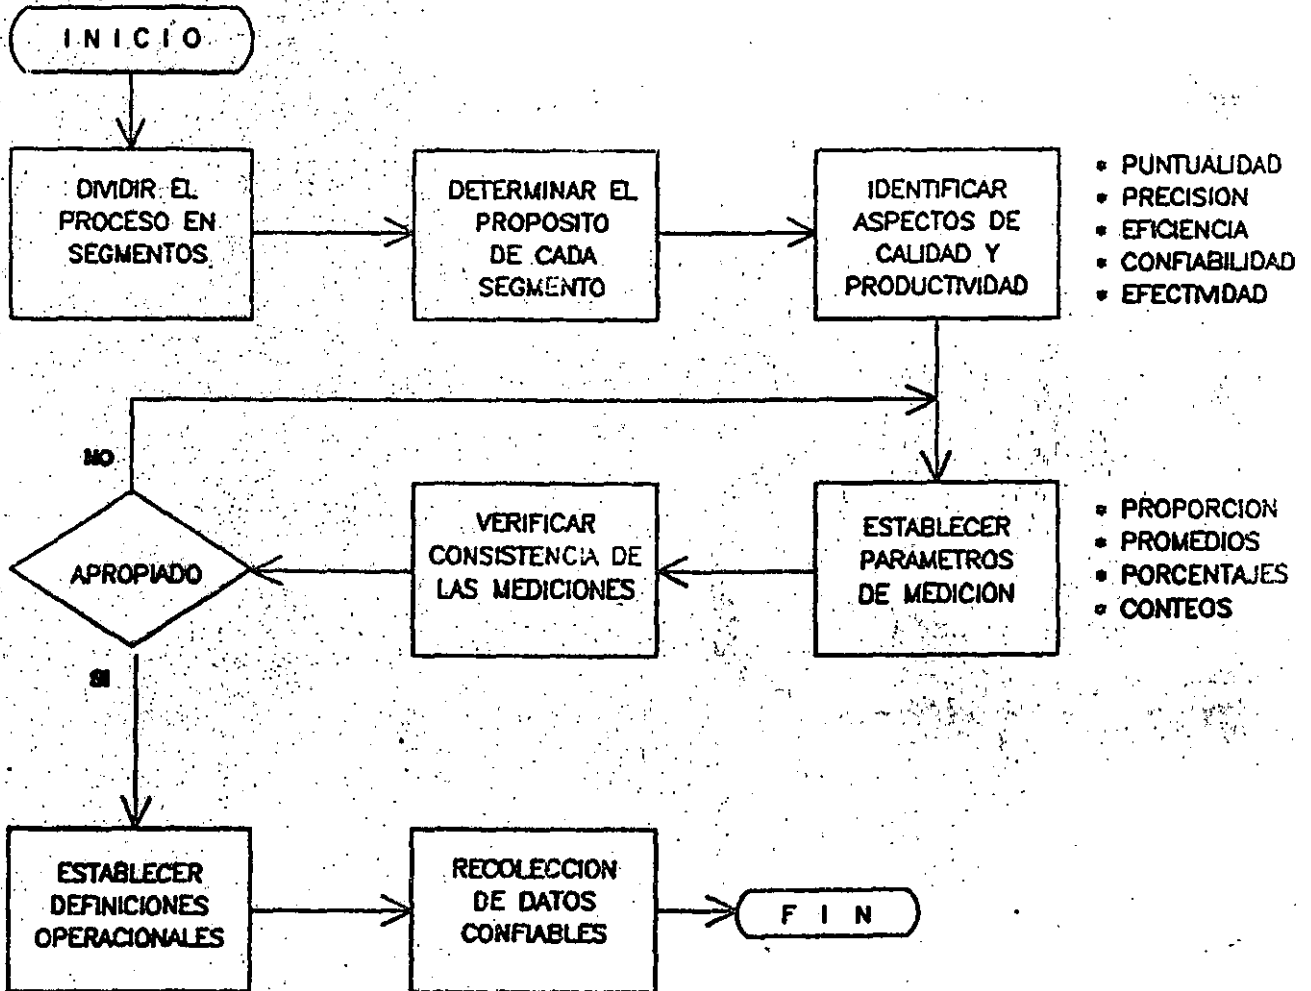 I N I C I O
DIVIDIR EL
PROCESO EN
SEGMENTOS
DETERMINAR EL
PROPOSITO
DE CADA
SEGMENTO
IDENTIFICAR
ASPECTOS DE
CALIDAD Y
PRODUCTIVIDAD
* PUNTUALIDAD
* PRECISION
* EFICIENCIA
* CONFIABILIDAD
* EFECTIVIDAD
NO
APROPIADO
SI
VERIFICAR
CONSISTENCIA DE
LAS MEDICIONES
ESTABLECER
PARAMETROS
DE MEDICION
* PROPORCION
* PROMEDIOS
* PORCENTAJES
* CONTEOS
ESTABLECER
DEFINICIONES
OPERACIONALES
RECOLECCION
DE DATOS
CONFIABLES
F I N